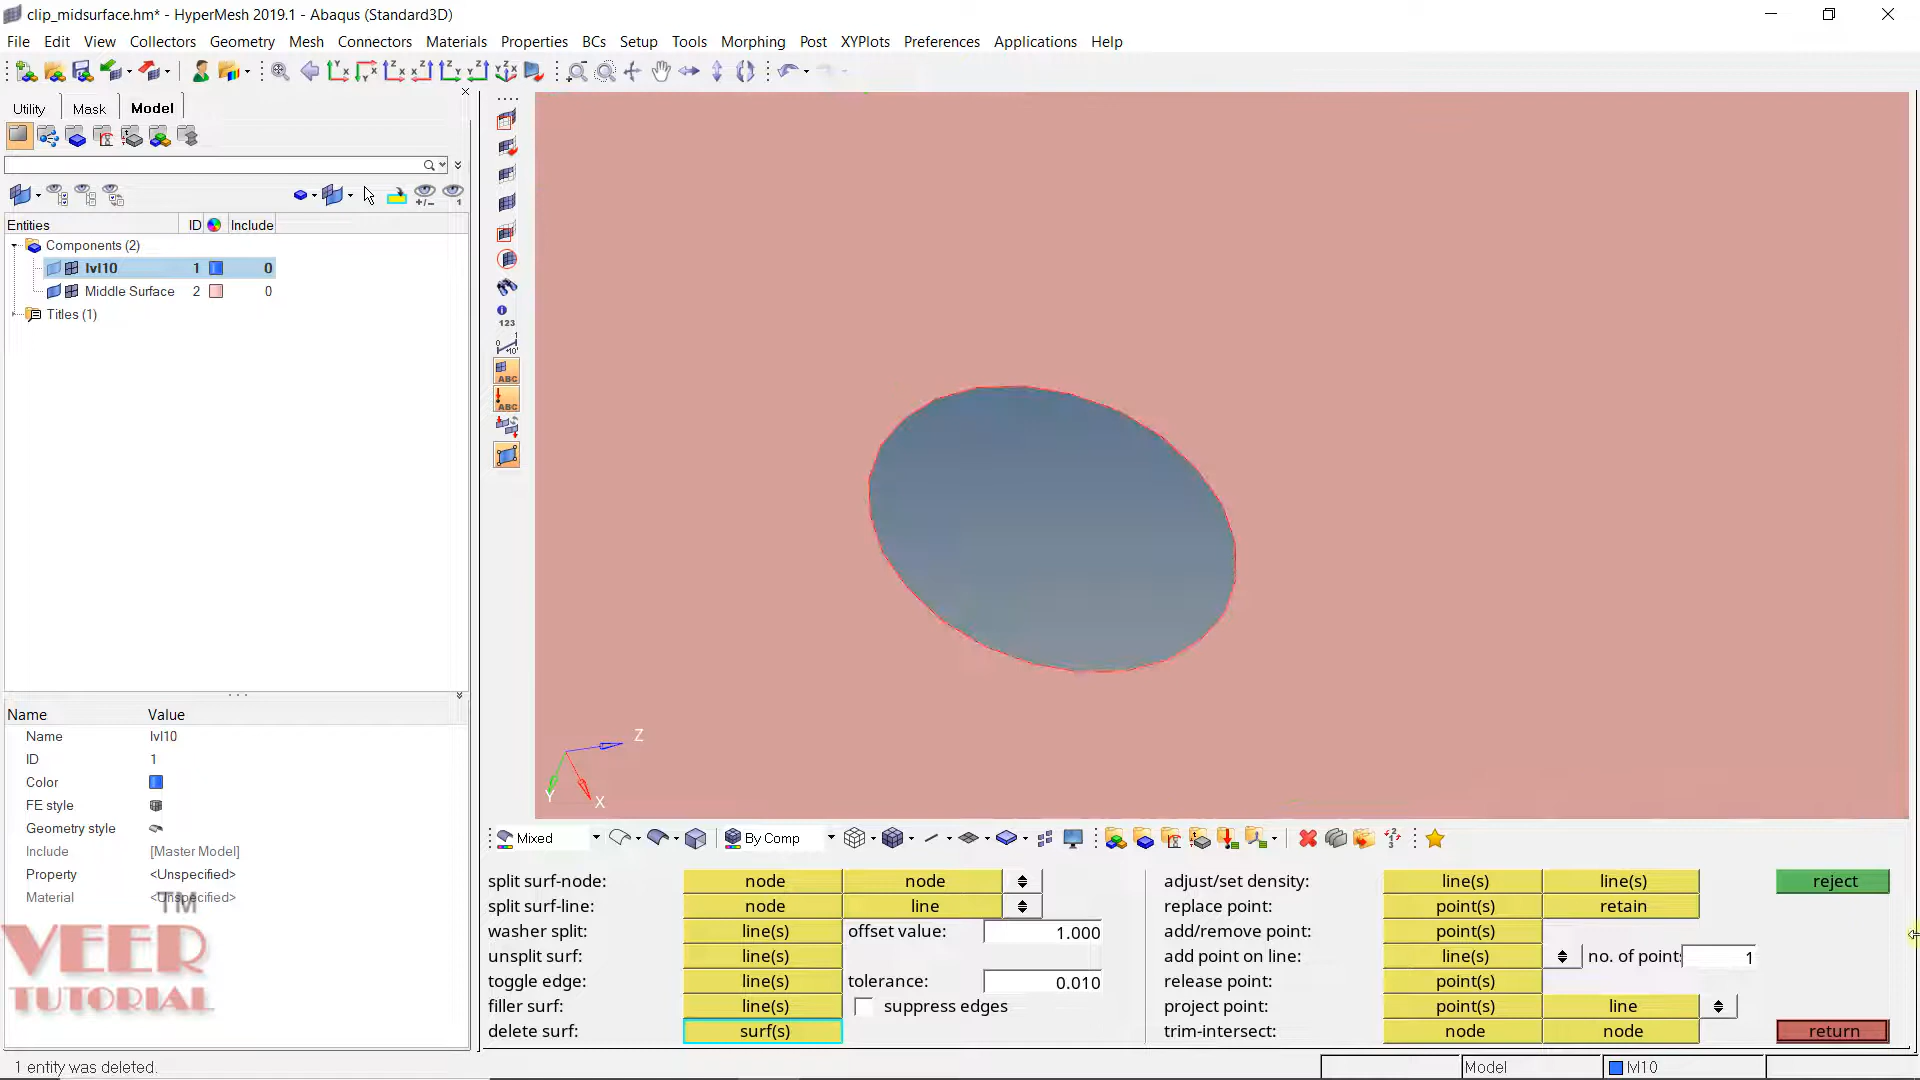 clip_midsurface.hm* - HyperMesh 2019.1 - Abaqus (Standard3D)
File Edit View Collectors Geometry Mesh Connectors Materials Properties BCs Setup Tools Morphing Post XYPlots Preferences Applications Help
Utility Mask Model
Entities ID Include
Components (2)
lvl10 1 0
Middle Surface 2 0
Titles (1)
123
ABC
ABC
Name Value
Name lvl10
ID 1
Color
FE style
Geometry style
Include [Master Model]
Property <Unspecified>
Material <Unspecified>
TM
VEER
TUTORIAL
Z
Y
X
Mixed By Comp
split surf-node: node node adjust/set density: line(s) line(s) reject
split surf-line: node line replace point: point(s) retain
washer split: line(s) offset value: 1.000 add/remove point: point(s)
unsplit surf: line(s) add point on line: line(s) no. of point: 1
toggle edge: line(s) tolerance: 0.010 release point: point(s)
filler surf: line(s) suppress edges project point: point(s) line
delete surf: surf(s) trim-intersect: node node return
1 entity was deleted. Model lvl10